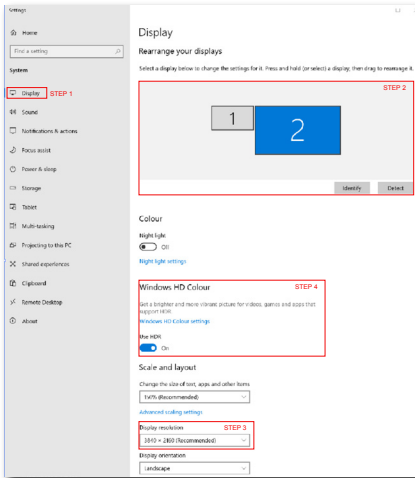 Settings
Home
Find a setting
System
Display STEP 1
Sound
Notifications & actions
Focus assist
Power & sleep
Storage
Tablet
Multi-tasking
Projecting to this PC
Shared experiences
Clipboard
Remote Desktop
About
Display
Rearrange your displays
Select a display below to change the settings for it. Press and hold (or select) a display, then drag to rearrange it.
STEP 2
1
2
Identify Detect
Colour
Night light
Off
Night light settings
Windows HD Colour STEP 4
Get a brighter and more vibrant picture for videos, games and apps that
support HDR.
Windows HD Colour settings
Use HDR
On
Scale and layout
Change the size of text, apps and other items
150% (Recommended)
Advanced scaling settings
Display resolution STEP 3
3840 × 2160 (Recommended)
Display orientation
Landscape